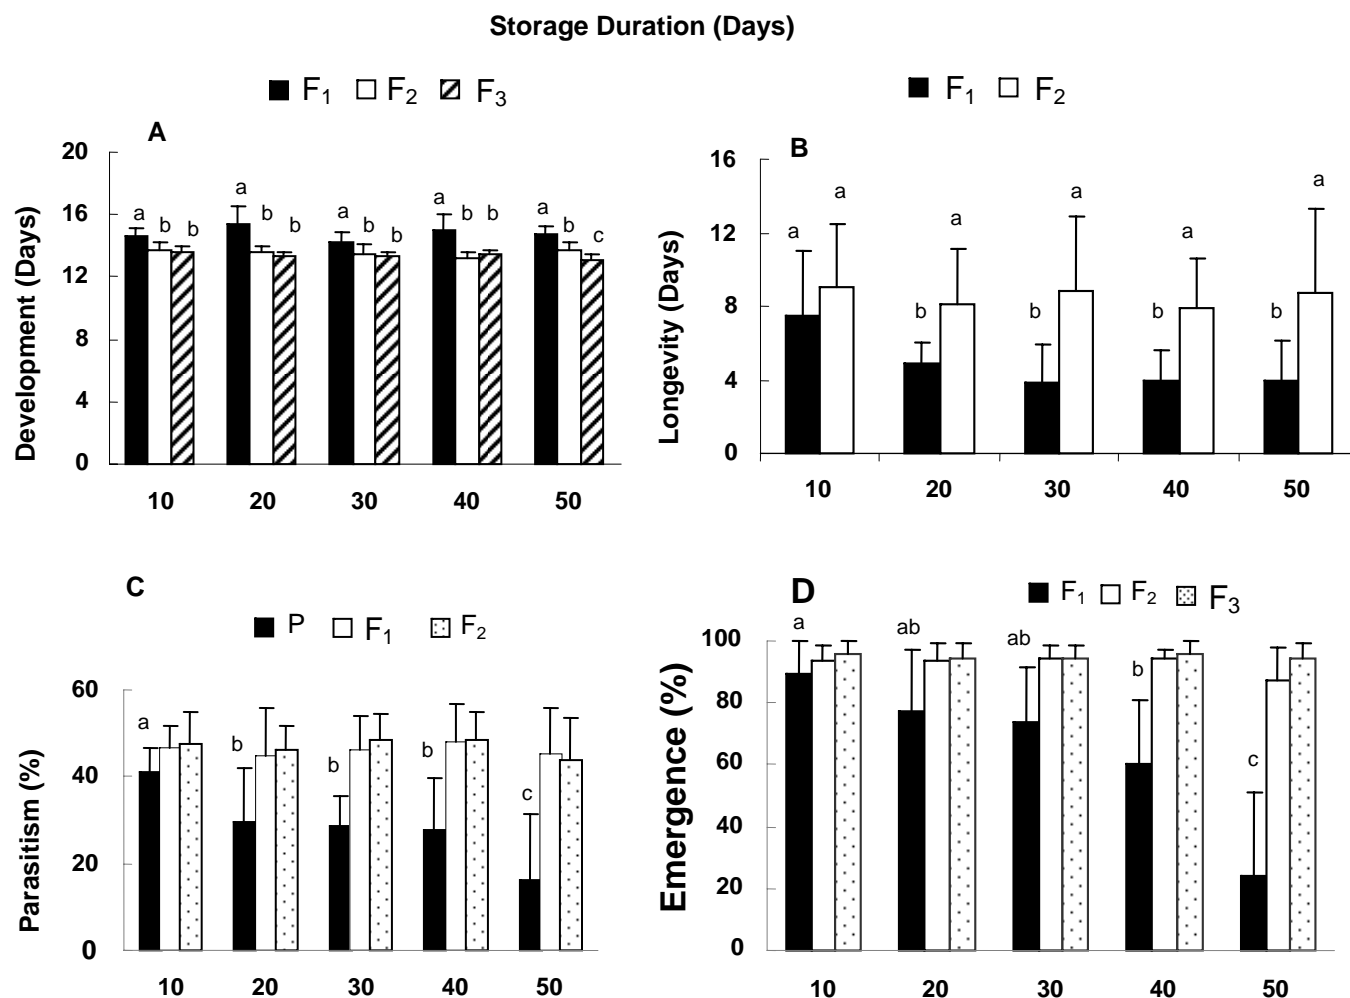 Storage Duration (Days)
F1 F2 F3
F1 F2
A
20
16
12
8
4
0
Development (Days)
a b b
a b b
a b b
a b b
a b c
10 20 30 40 50
B
16
12
8
4
0
Longevity (Days)
a a
b a
b a
b a
b a
10 20 30 40 50
C
P F1 F2
60
40
20
0
Parasitism (%)
a b b b c
10 20 30 40 50
D
F1 F2 F3
100
80
60
40
20
0
Emergence (%)
a ab ab b c
10 20 30 40 50